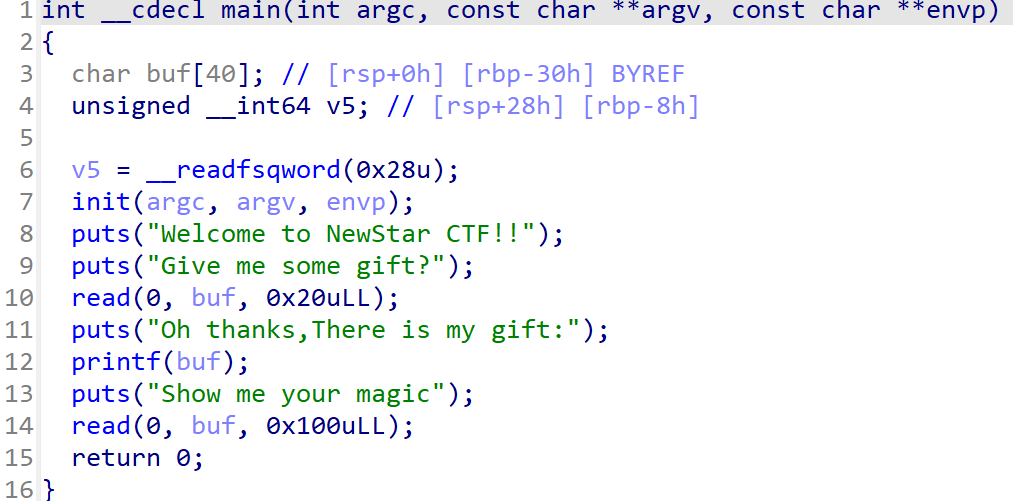 1 int __cdecl main(int argc, const char **argv, const char **envp)
2 {
3   char buf[40]; // [rsp+0h] [rbp-30h] BYREF
4   unsigned __int64 v5; // [rsp+28h] [rbp-8h]
5
6   v5 = __readfsqword(0x28u);
7   init(argc, argv, envp);
8   puts("Welcome to NewStar CTF!!");
9   puts("Give me some gift?");
10   read(0, buf, 0x20uLL);
11   puts("Oh thanks,There is my gift:");
12   printf(buf);
13   puts("Show me your magic");
14   read(0, buf, 0x100uLL);
15   return 0;
16 }